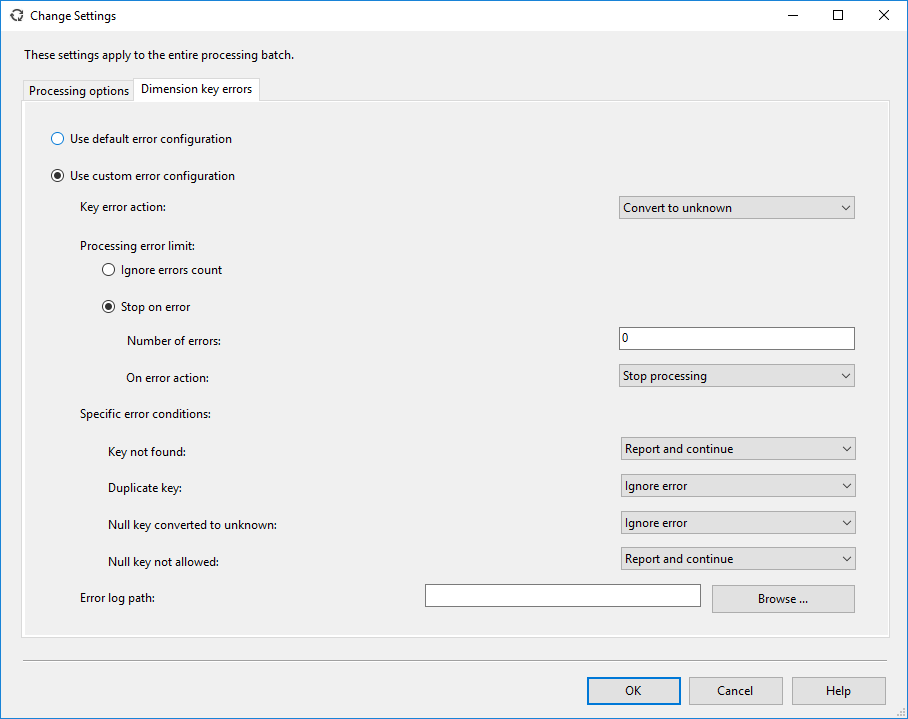 Change Settings
These settings apply to the entire processing batch.
Processing options Dimension key errors
Use default error configuration
Use custom error configuration
Key error action: Convert to unknown
Processing error limit:
Ignore errors count
Stop on error
Number of errors: 0
On error action: Stop processing
Specific error conditions:
Key not found: Report and continue
Duplicate key: Ignore error
Null key converted to unknown: Ignore error
Null key not allowed: Report and continue
Error log path: Browse ...
OK Cancel Help